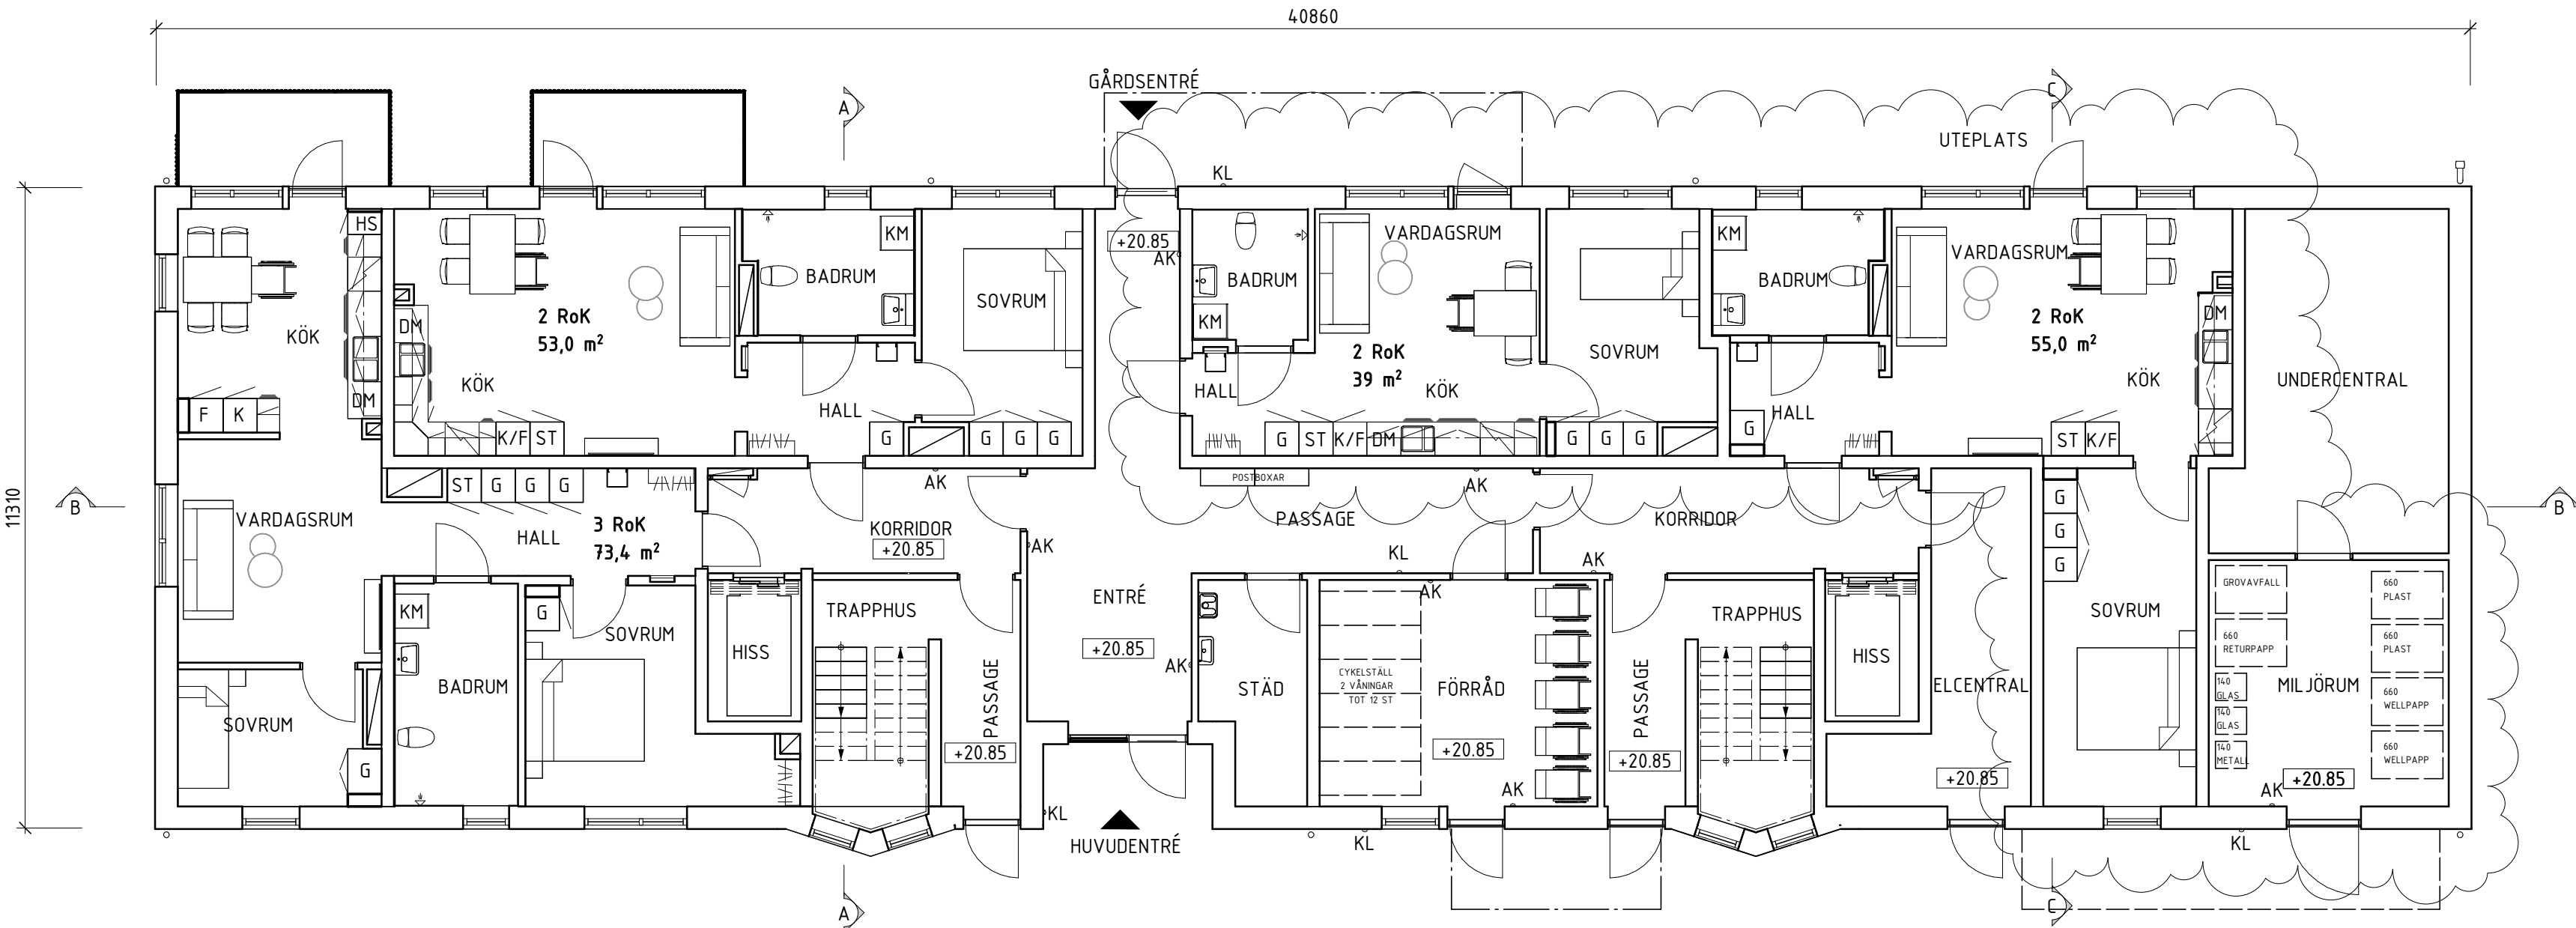 40860
11310
GÅRDSENTRÉ
A
C
UTEPLATS
KL
HS
KÖK
F
K
DM
DM
KÖK
2 RoK
53,0 m²
K/F
ST
KM
BADRUM
HALL
G
SOVRUM
G
G
G
+20.85
AK
BADRUM
KM
HALL
VARDAGSRUM
2 RoK
39 m²
KÖK
G
ST
K/F
DM
SOVRUM
G
G
G
KM
BADRUM
HALL
G
VARDAGSRUM
2 RoK
55,0 m²
KÖK
DM
ST
K/F
UNDERCENTRAL
B
VARDAGSRUM
ST
G
G
G
HALL
3 RoK
73,4 m²
KORRIDOR
+20.85
AK
AK
POSTBOXAR
PASSAGE
AK
KL
KORRIDOR
AK
G
G
G
B
KM
BADRUM
G
SOVRUM
SOVRUM
G
HISS
TRAPPHUS
PASSAGE
+20.85
ENTRÉ
+20.85
AK
STÄD
AK
CYKELSTÄLL
2 VÅNINGAR
TOT 12 ST
FÖRRÅD
+20.85
AK
PASSAGE
+20.85
TRAPPHUS
HISS
ELCENTRAL
+20.85
SOVRUM
GROVAVFALL
660
RETURPAPP
140
GLAS
140
GLAS
140
METALL
MILJÖRUM
660
PLAST
660
PLAST
660
WELLPAPP
660
WELLPAPP
+20.85
AK
KL
HUVUDENTRÉ
KL
KL
A
C